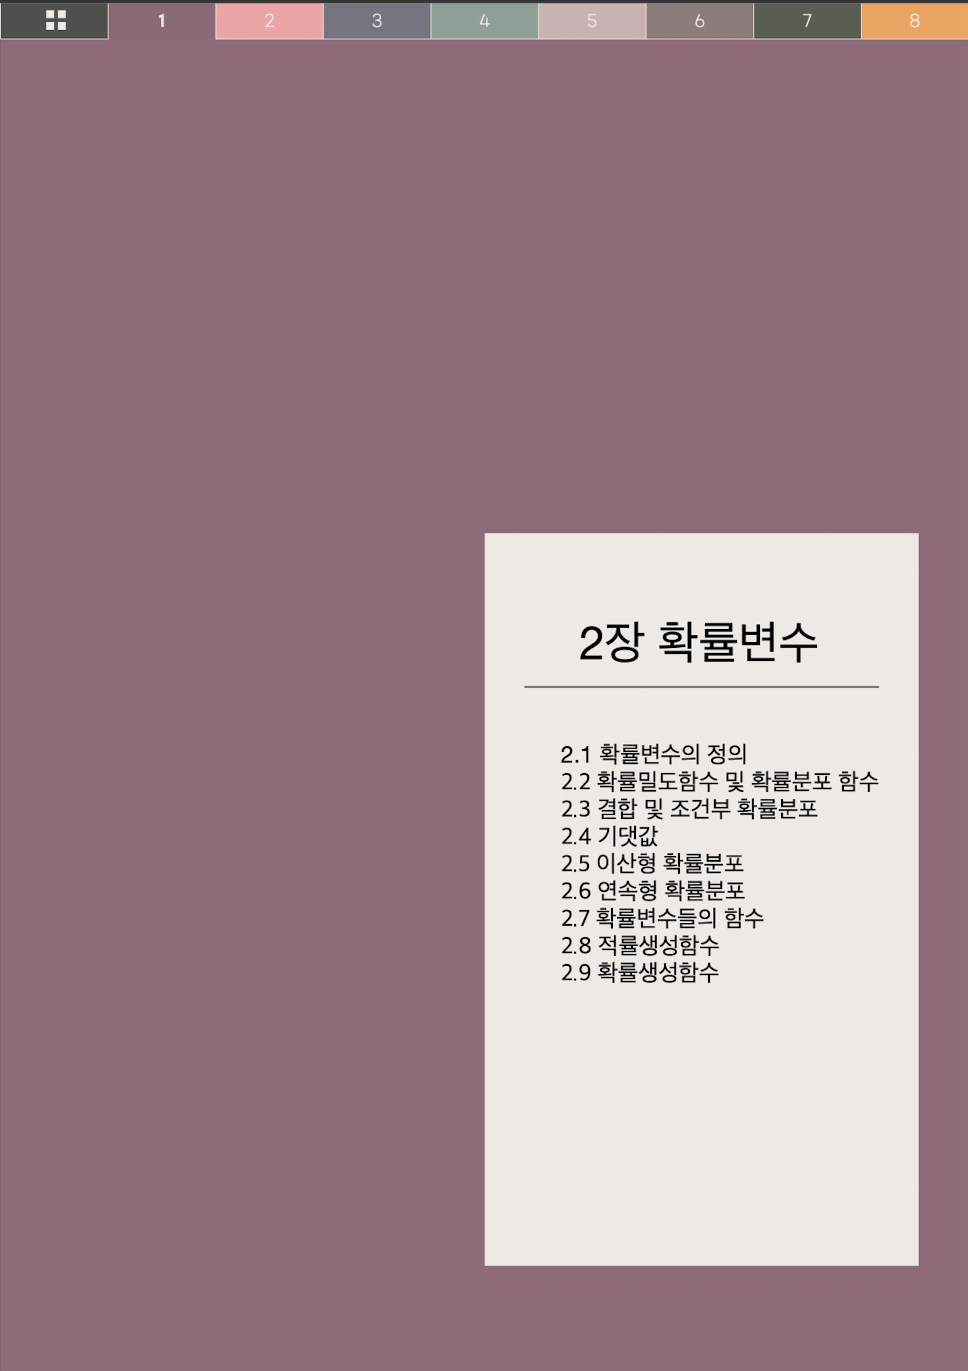 1 2 3 4 5 6 7 8
2장 확률변수
2.1 확률변수의 정의
2.2 확률밀도함수 및 확률분포 함수
2.3 결합 및 조건부 확률분포
2.4 기댓값
2.5 이산형 확률분포
2.6 연속형 확률분포
2.7 확률변수들의 함수
2.8 적률생성함수
2.9 확률생성함수